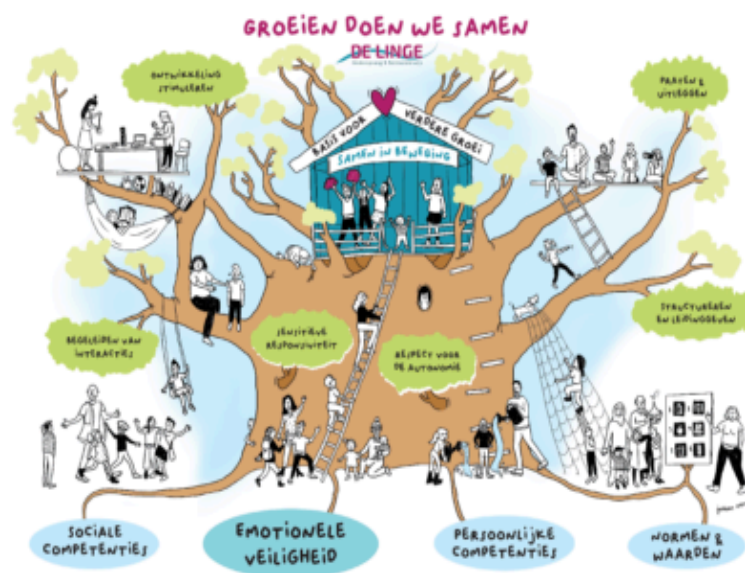 GROEIEN DOEN WE SAMEN
DE LINGE
ONTWIKKELING
STIMULEREN
PRATEN &
UITLEGGEN
BASIS VOOR
VERDERE GROEI
SAMEN IN BEWEGING
BEGELEIDEN VAN
INTERACTIES
SENSITIEVE
RESPONSIVITEIT
RESPECT VOOR
DE AUTONOMIE
STRUCTUREREN
EN LEIDINGGEVEN
SOCIALE
COMPETENTIES
EMOTIONELE
VEILIGHEID
PERSOONLIJKE
COMPETENTIES
NORMEN &
WAARDEN